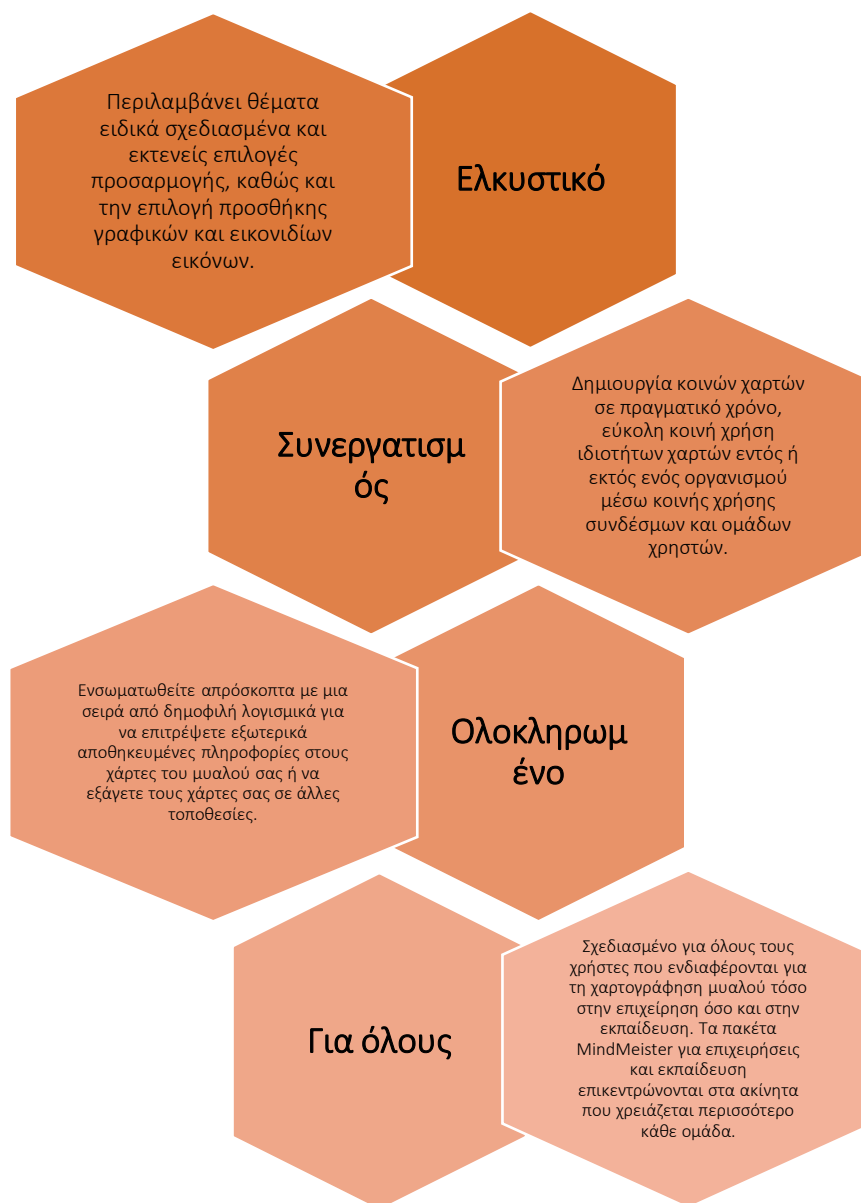 Περιλαμβάνει θέματα
ειδικά σχεδιασμένα και
εκτενείς επιλογές
προσαρμογής, καθώς και
την επιλογή προσθήκης
γραφικών και εικονιδίων
εικόνων.
Ελκυστικό
Συνεργατισμ
ός
Δημιουργία κοινών χαρτών
σε πραγματικό χρόνο,
εύκολη κοινή χρήση
ιδιοτήτων χαρτών εντός ή
εκτός ενός οργανισμού
μέσω κοινής χρήσης
συνδέσμων και ομάδων
χρηστών.
Ενσωματωθείτε απρόσκοπτα με μια
σειρά από δημοφιλή λογισμικά για
να επιτρέψετε εξωτερικά
αποθηκευμένες πληροφορίες στους
χάρτες του μυαλού σας ή να
εξάγετε τους χάρτες σας σε άλλες
τοποθεσίες.
Ολοκληρωμ
ένο
Για όλους
Σχεδιασμένο για όλους τους
χρήστες που ενδιαφέρονται για
τη χαρτογράφηση μυαλού τόσο
στην επιχείρηση όσο και στην
εκπαίδευση. Τα πακέτα
MindMeister για επιχειρήσεις
και εκπαίδευση
επικεντρώνονται στα ακίνητα
που χρειάζεται περισσότερο
κάθε ομάδα.